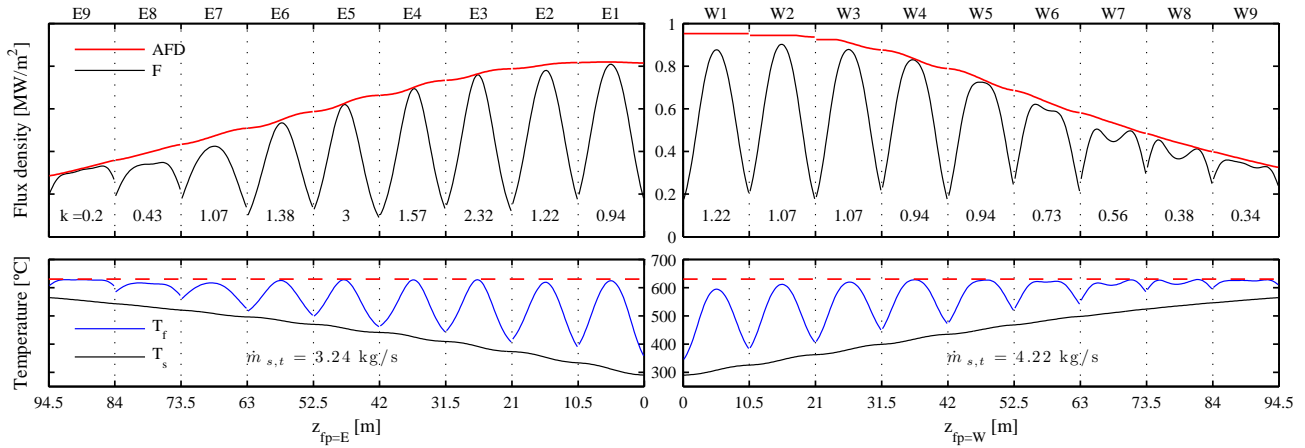 E9 E8 E7 E6 E5 E4 E3 E2 E1
W1 W2 W3 W4 W5 W6 W7 W8 W9
Flux density [MW/m²]
AFD
F
k =0.2 0.43 1.07 1.38 3 1.57 2.32 1.22 0.94
1
0.8
0.6
0.4
0.2
0
1.22 1.07 1.07 0.94 0.94 0.73 0.56 0.38 0.34
Temperature [ºC]
T_f
T_s
ṁ s,t = 3.24 kg/s
700
600
500
400
300
ṁ s,t = 4.22 kg/s
94.5 84 73.5 63 52.5 42 31.5 21 10.5 0
0 10.5 21 31.5 42 52.5 63 73.5 84 94.5
z_fp=E [m]
z_fp=W [m]